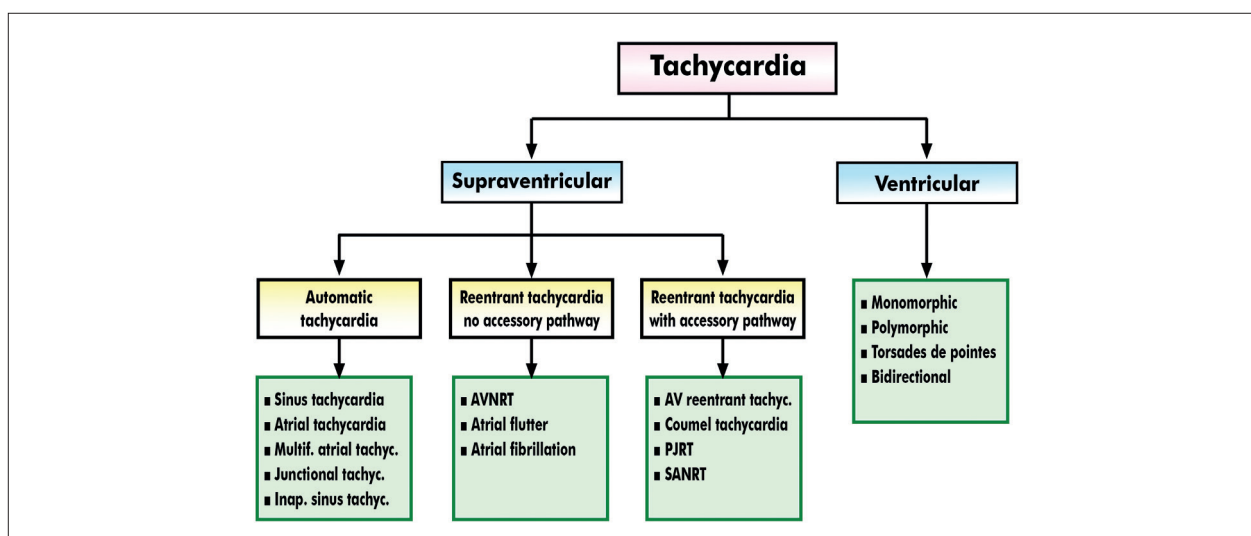 Tachycardia
Supraventricular
Ventricular
Automatic
tachycardia
Reentrant tachycardia
no accessory pathway
Reentrant tachycardia
with accessory pathway
▪ Monomorphic
▪ Polymorphic
▪ Torsades de pointes
▪ Bidirectional
▪ Sinus tachycardia
▪ Atrial tachycardia
▪ Multif. atrial tachyc.
▪ Junctional tachyc.
▪ Inap. sinus tachyc.
▪ AVNRT
▪ Atrial flutter
▪ Atrial fibrillation
▪ AV reentrant tachyc.
▪ Coumel tachycardia
▪ PJRT
▪ SANRT